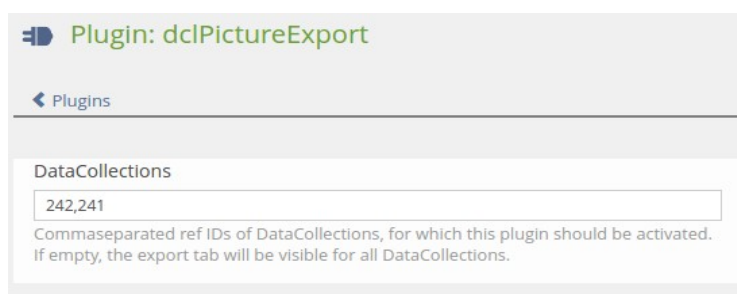 Plugin: dclPictureExport
Plugins
DataCollections
242,241
Commaseparated ref IDs of DataCollections, for which this plugin should be activated.
If empty, the export tab will be visible for all DataCollections.